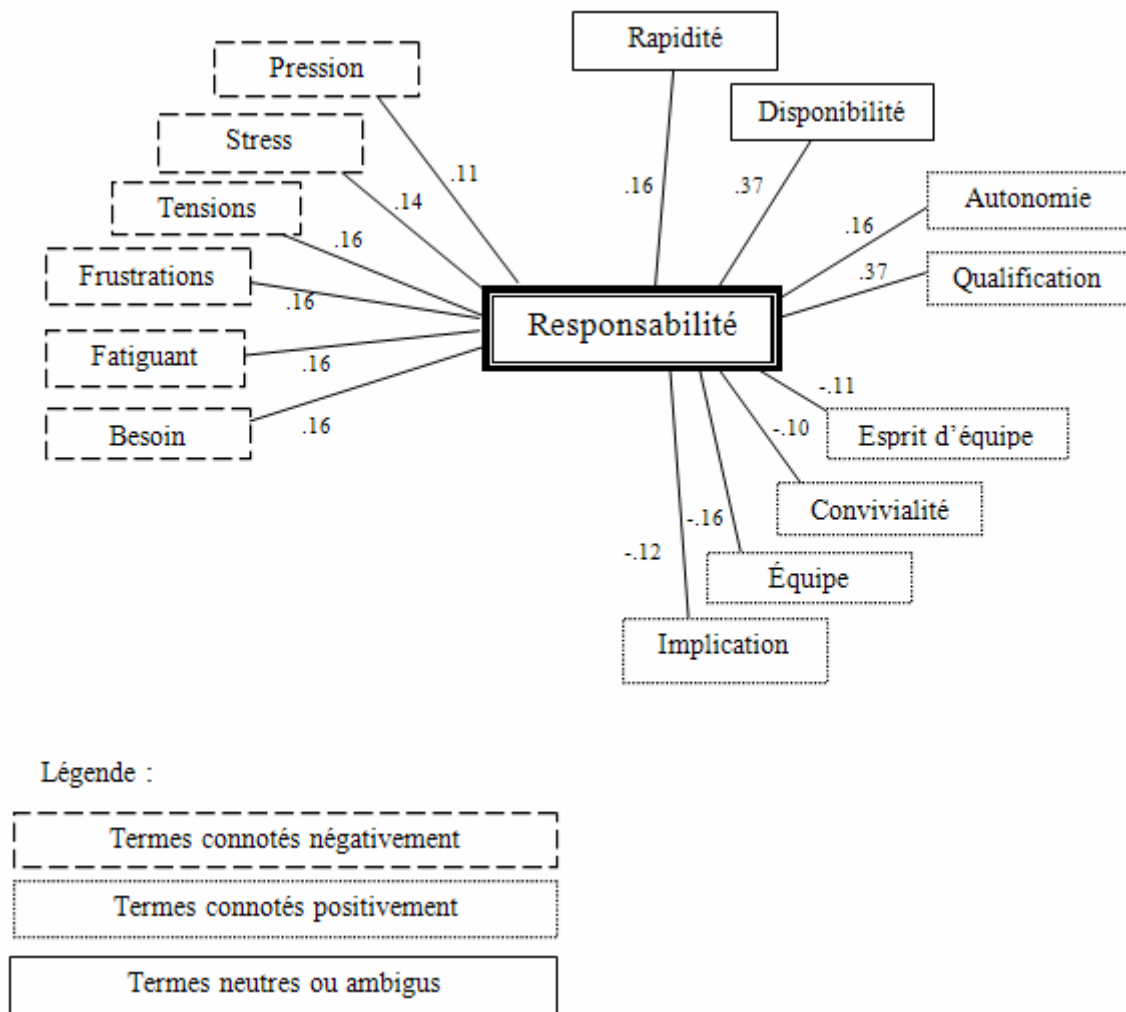 Rapidité
Pression
Disponibilité
Stress
.11
.16
.37
.14
Autonomie
Tensions
.16
.16
Frustrations
.37
Qualification
.16
Responsabilité
Fatiguant
.16
-.11
Besoin
.16
-.10
Esprit d’équipe
Convivialité
-.16
-.12
Équipe
Implication
Légende :
Termes connotés négativement
Termes connotés positivement
Termes neutres ou ambigus